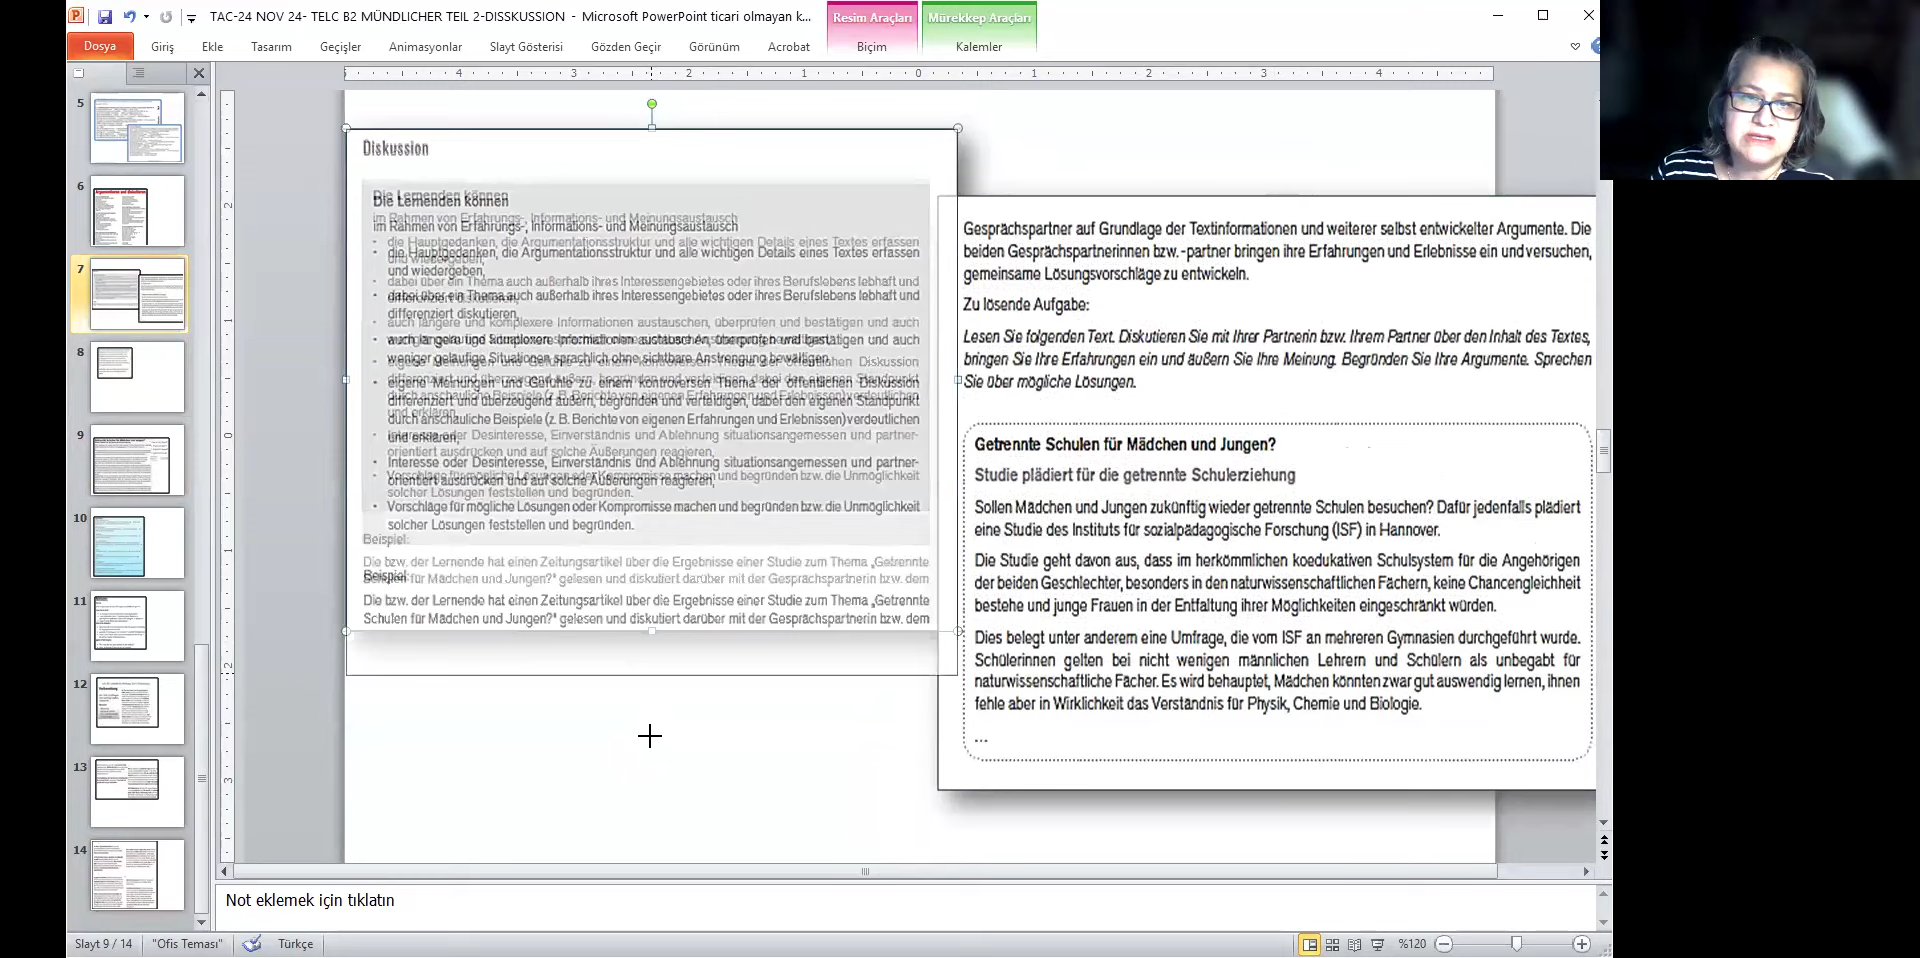 TAC-24 NOV 24- TELC B2 MÜNDLICHER TEIL 2-DISSKUSSION - Microsoft PowerPoint ticari olmayan k...
Resim Araçları
Mürekkep Araçları
Dosya
Giriş
Ekle
Tasarım
Geçişler
Animasyonlar
Slayt Gösterisi
Gözden Geçir
Görünüm
Acrobat
Biçim
Kalemler
5
6
7
8
9
10
11
12
13
14
Diskussion
Die Lernenden können
im Rahmen von Erfahrungs-, Informations- und Meinungsaustausch
• die Hauptgedanken, die Argumentationsstruktur und alle wichtigen Details eines Textes erfassen
und wiedergeben,
• dabei über ein Thema auch außerhalb ihres Interessengebietes oder ihres Berufslebens lebhaft und
differenziert diskutieren,
• auch längere und komplexere Informationen austauschen, überprüfen und bestätigen und auch
weniger geläufige Situationen sprachlich ohne sichtbare Anstrengung bewältigen,
• eigene Meinungen und Gefühle zu einem kontroversen Thema der öffentlichen Diskussion
differenziert und überzeugend äußern, begründen und verteidigen, dabei den eigenen Standpunkt
durch anschauliche Beispiele (z. B. Berichte von eigenen Erfahrungen und Erlebnissen) verdeutlichen
und erklären,
• Interesse oder Desinteresse, Einverständnis und Ablehnung situationsangemessen und partner-
orientiert ausdrücken und auf solche Äußerungen reagieren,
• Vorschläge für mögliche Lösungen oder Kompromisse machen und begründen bzw. die Unmöglichkeit
solcher Lösungen feststellen und begründen.
Beispiel:
Die bzw. der Lernende hat einen Zeitungsartikel über die Ergebnisse einer Studie zum Thema „Getrennte
Schulen für Mädchen und Jungen?“ gelesen und diskutiert darüber mit der Gesprächspartnerin bzw. dem
Gesprächspartner auf Grundlage der Textinformationen und weiterer selbst entwickelter Argumente. Die
beiden Gesprächspartnerinnen bzw. -partner bringen ihre Erfahrungen und Erlebnisse ein und versuchen,
gemeinsame Lösungsvorschläge zu entwickeln.
Zu lösende Aufgabe:
Lesen Sie folgenden Text. Diskutieren Sie mit Ihrer Partnerin bzw. Ihrem Partner über den Inhalt des Textes,
bringen Sie Ihre Erfahrungen ein und äußern Sie Ihre Meinung. Begründen Sie Ihre Argumente. Sprechen
Sie über mögliche Lösungen.
Getrennte Schulen für Mädchen und Jungen?
Studie plädiert für die getrennte Schulerziehung
Sollen Mädchen und Jungen zukünftig wieder getrennte Schulen besuchen? Dafür jedenfalls plädiert
eine Studie des Instituts für sozialpädagogische Forschung (ISF) in Hannover.
Die Studie geht davon aus, dass im herkömmlichen koedukativen Schulsystem für die Angehörigen
der beiden Geschlechter, besonders in den naturwissenschaftlichen Fächern, keine Chancengleichheit
bestehe und junge Frauen in der Entfaltung ihrer Möglichkeiten eingeschränkt würden.
Dies belegt unter anderem eine Umfrage, die vom ISF an mehreren Gymnasien durchgeführt wurde.
Schülerinnen gelten bei nicht wenigen männlichen Lehrern und Schülern als unbegabt für
naturwissenschaftliche Fächer. Es wird behauptet, Mädchen könnten zwar gut auswendig lernen, ihnen
fehle aber in Wirklichkeit das Verständnis für Physik, Chemie und Biologie.
...
Not eklemek için tıklatın
Slayt 9 / 14
"Ofis Teması"
Türkçe
%120